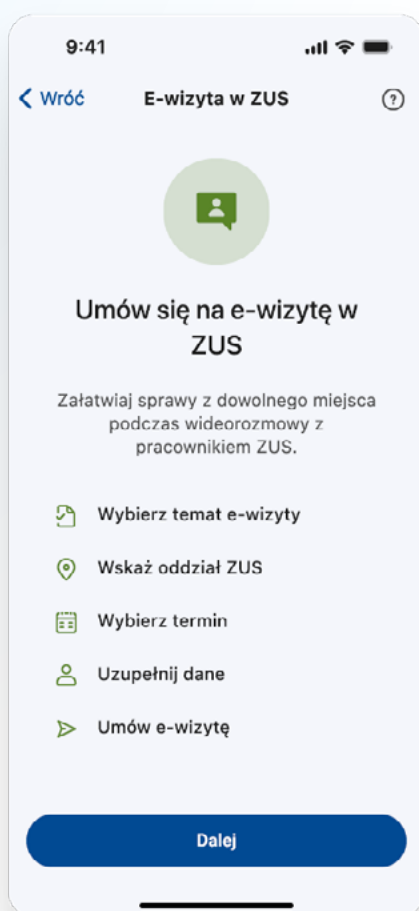 9:41
Wróć
E-wizyta w ZUS
?
Umów się na e-wizytę w
ZUS
Załatwiaj sprawy z dowolnego miejsca
podczas wideorozmowy z
pracownikiem ZUS.
Wybierz temat e-wizyty
Wskaż oddział ZUS
Wybierz termin
Uzupełnij dane
Umów e-wizytę
Dalej